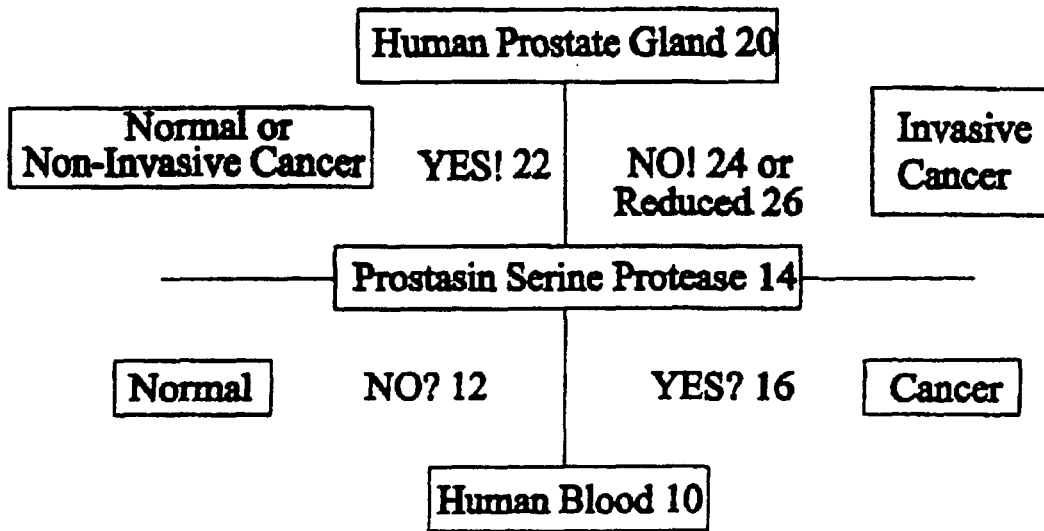 Human Prostate Gland 20
Normal or
Non-Invasive Cancer
YES! 22
NO! 24 or
Reduced 26
Invasive
Cancer
Prostasin Serine Protease 14
Normal
NO? 12
YES? 16
Cancer
Human Blood 10